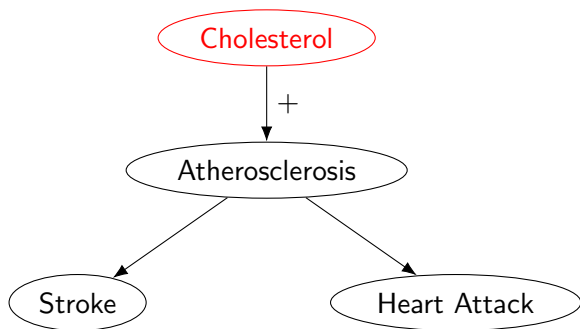 Cholesterol
+
Atherosclerosis
Stroke
Heart Attack